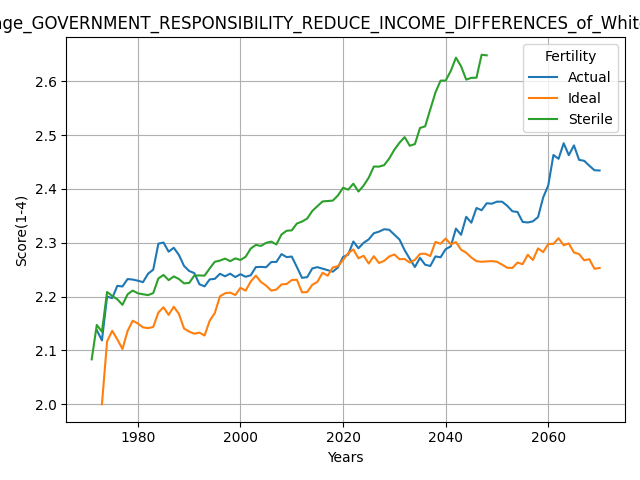 age_GOVERNMENT_RESPONSIBILITY_REDUCE_INCOME_DIFFERENCES_of_White
Fertility
Actual
Ideal
Sterile
Score(1-4)
2.6
2.5
2.4
2.3
2.2
2.1
2.0
1980
2000
2020
2040
2060
Years